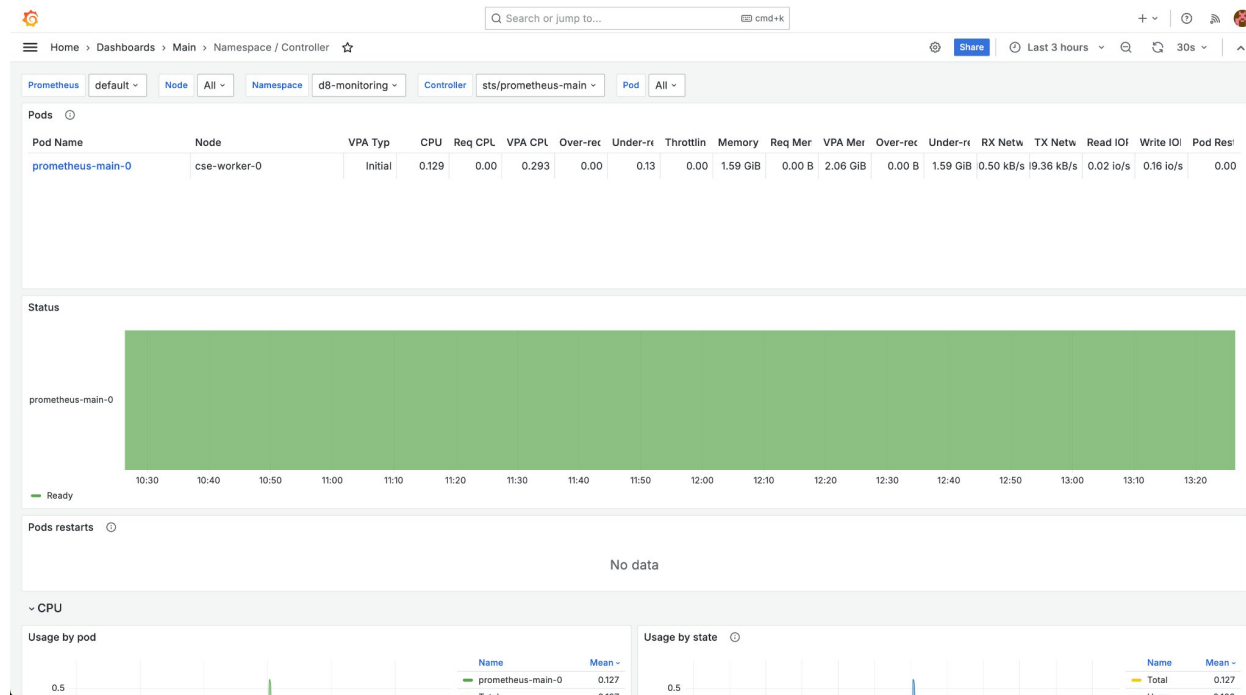 Search or jump to... cmd+k
Home › Dashboards › Main › Namespace / Controller Share Last 3 hours 30s
Prometheus default Node All Namespace d8-monitoring Controller sts/prometheus-main Pod All
Pods
Pod Name Node VPA Typ CPU Req CPU VPA CPU Over-rec Under-re Throttlin Memory Req Mer VPA Mer Over-rec Under-re RX Netw TX Netw Read IOF Write IOI Pod Rest
prometheus-main-0 cse-worker-0 Initial 0.129 0.00 0.293 0.00 0.13 0.00 1.59 GiB 0.00 B 2.06 GiB 0.00 B 1.59 GiB 0.50 kB/s 9.36 kB/s 0.02 io/s 0.16 io/s 0.00
Status
prometheus-main-0
10:30 10:40 10:50 11:00 11:10 11:20 11:30 11:40 11:50 12:00 12:10 12:20 12:30 12:40 12:50 13:00 13:10 13:20
Ready
Pods restarts
No data
CPU
Usage by pod Usage by state
Name Mean Name Mean
0.5 prometheus-main-0 0.127 0.5 Total 0.127